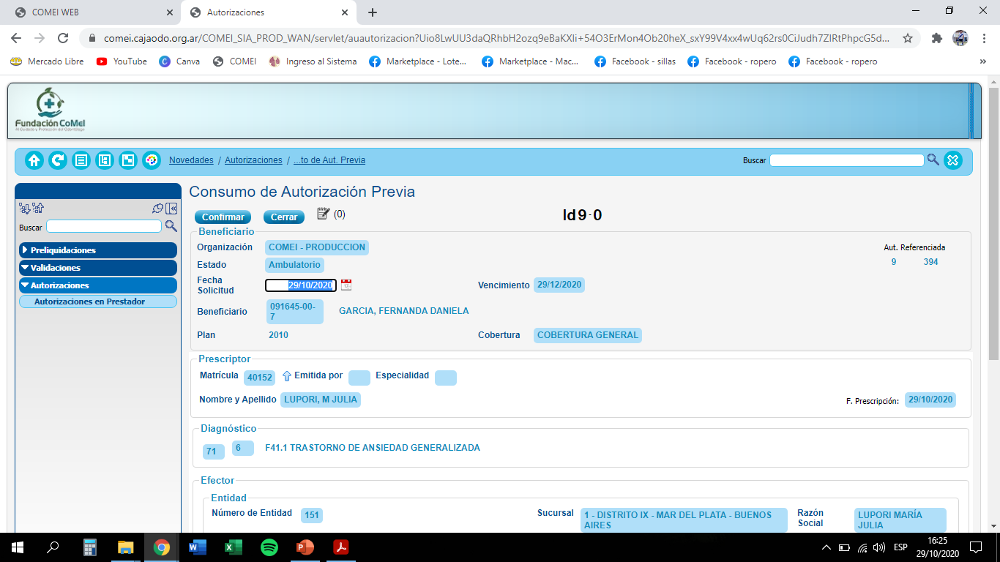 COMEI WEB
Autorizaciones
comei.cajaodo.org.ar/COMEI_SIA_PROD_WAN/servlet/auautorizacion?Uio8LwUU3daQRhbH2ozq9eBaKXIi+54O3ErMon4Ob20heX_sxY99V4xx4wUq62rs0CiJudh7ZIRtPhpcG5d...
Mercado Libre
YouTube
Canva
COMEI
Ingreso al Sistema
Marketplace - Lote...
Marketplace - Mac...
Facebook - sillas
Facebook - ropero
Facebook - ropero
»
Fundación CoMeI
Al Cuidado y Protección del Odontólogo
Novedades / Autorizaciones / ...to de Aut. Previa
Buscar
Buscar
Preliquidaciones
Validaciones
Autorizaciones
Autorizaciones en Prestador
Consumo de Autorización Previa
Confirmar Cerrar (0) Id 9 - 0
Beneficiario
Organización COMEI - PRODUCCION Aut. Referenciada
Estado Ambulatorio 9 394
Fecha Solicitud 29/10/2020 Vencimiento 29/12/2020
Beneficiario 091645-00-7 GARCIA, FERNANDA DANIELA
Plan 2010 Cobertura COBERTURA GENERAL
Prescriptor
Matrícula 40152 Emitida por Especialidad
Nombre y Apellido LUPORI, M JULIA F. Prescripción: 29/10/2020
Diagnóstico
71 6 F41.1 TRASTORNO DE ANSIEDAD GENERALIZADA
Efector
Entidad
Número de Entidad 151 Sucursal 1 - DISTRITO IX - MAR DEL PLATA - BUENOS AIRES Razón Social LUPORI MARÍA JULIA
ESP
16:25
29/10/2020